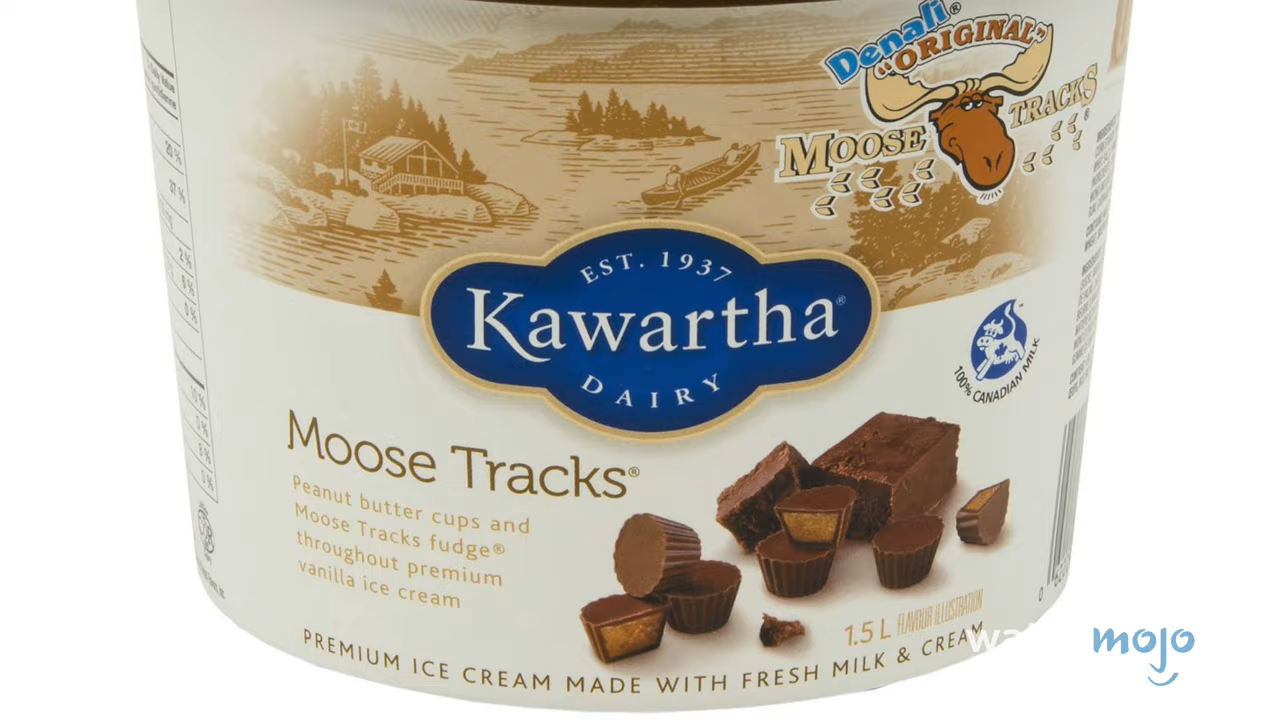 Denali®
"ORIGINAL"
MOOSE TRACKS®
EST. 1937
Kawartha®
DAIRY
100% CANADIAN MILK
Moose Tracks®
Peanut butter cups and
Moose Tracks fudge®
throughout premium
vanilla ice cream
1.5 L FLAVOUR ILLUSTRATION
PREMIUM ICE CREAM MADE WITH FRESH MILK & CREAM
mojo